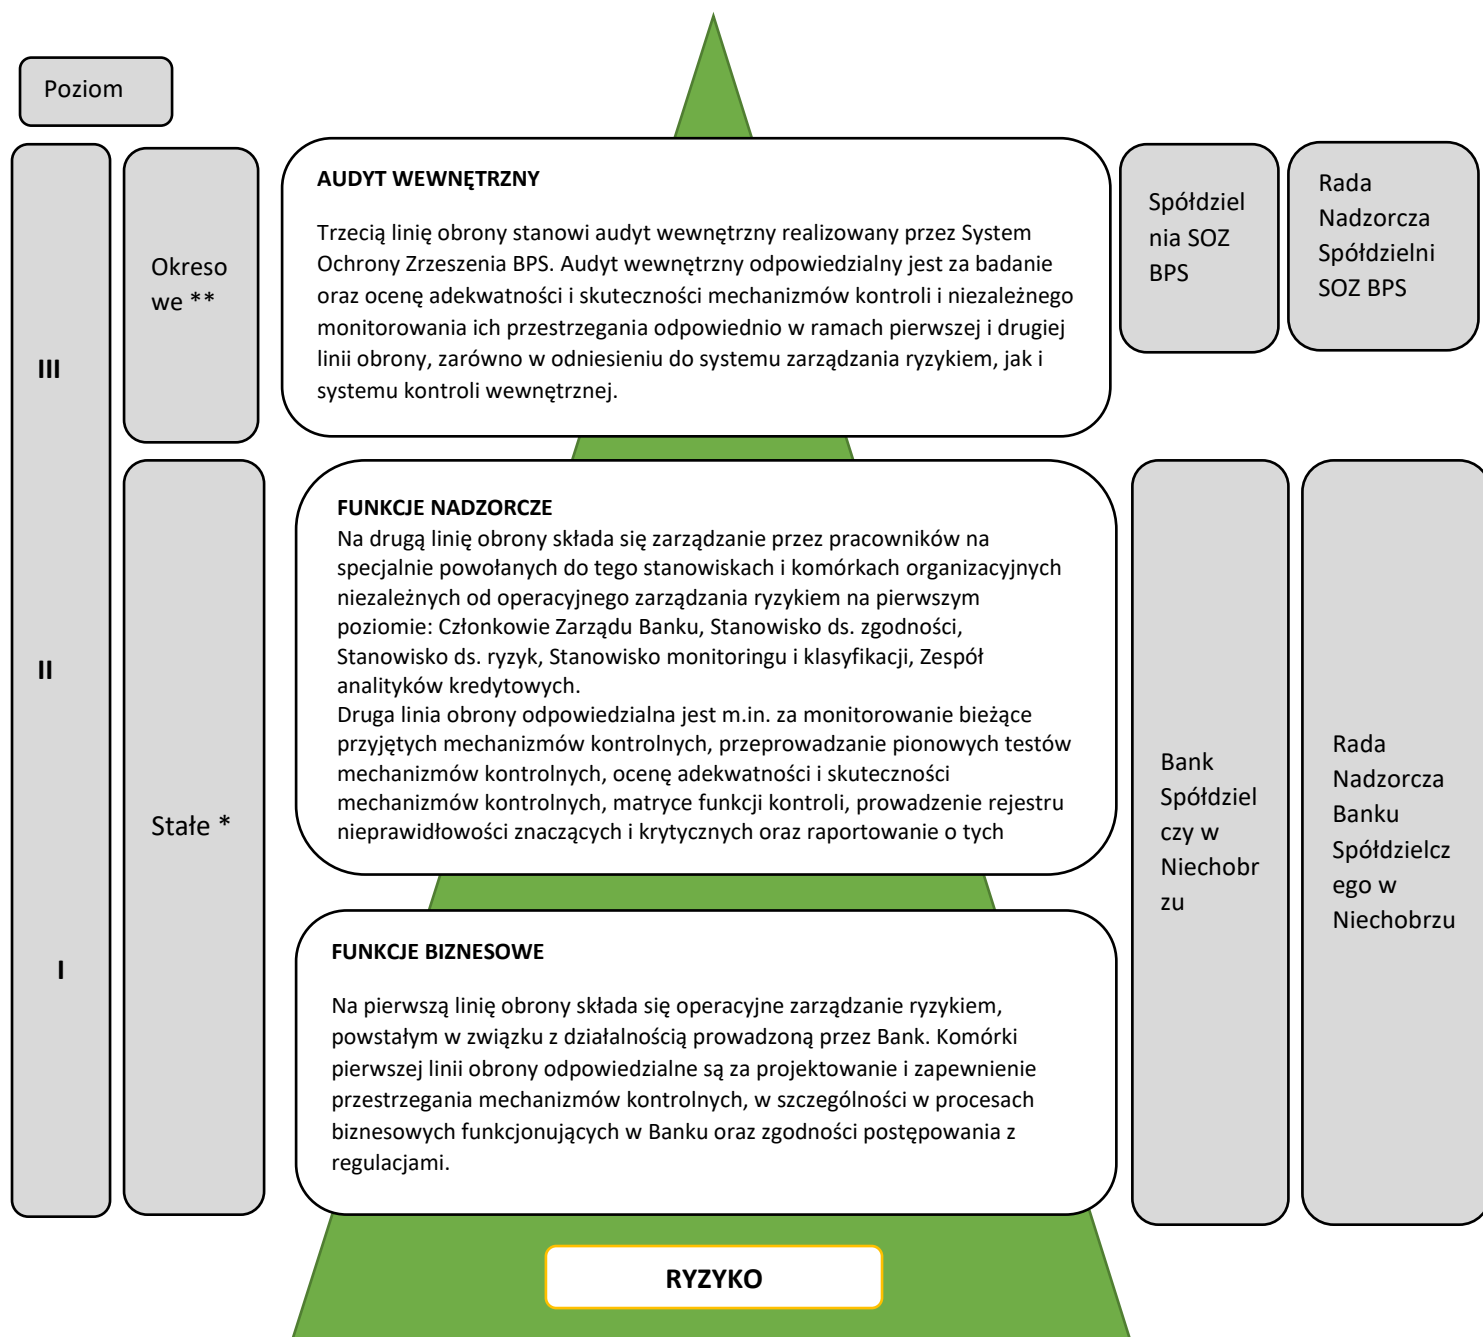 Poziom
III
II
I
Okreso
we **
Stałe *
AUDYT WEWNĘTRZNY
Trzecią linię obrony stanowi audyt wewnętrzny realizowany przez System
Ochrony Zrzeszenia BPS. Audyt wewnętrzny odpowiedzialny jest za badanie
oraz ocenę adekwatności i skuteczności mechanizmów kontroli i niezależnego
monitorowania ich przestrzegania odpowiednio w ramach pierwszej i drugiej
linii obrony, zarówno w odniesieniu do systemu zarządzania ryzykiem, jak i
systemu kontroli wewnętrznej.
Spółdziel
nia SOZ
BPS
Rada
Nadzorcza
Spółdzielni
SOZ BPS
FUNKCJE NADZORCZE
Na drugą linię obrony składa się zarządzanie przez pracowników na
specjalnie powołanych do tego stanowiskach i komórkach organizacyjnych
niezależnych od operacyjnego zarządzania ryzykiem na pierwszym
poziomie: Członkowie Zarządu Banku, Stanowisko ds. zgodności,
Stanowisko ds. ryzyk, Stanowisko monitoringu i klasyfikacji, Zespół
analityków kredytowych.
Druga linia obrony odpowiedzialna jest m.in. za monitorowanie bieżące
przyjętych mechanizmów kontrolnych, przeprowadzanie pionowych testów
mechanizmów kontrolnych, ocenę adekwatności i skuteczności
mechanizmów kontrolnych, matryce funkcji kontroli, prowadzenie rejestru
nieprawidłowości znaczących i krytycznych oraz raportowanie o tych
FUNKCJE BIZNESOWE
Na pierwszą linię obrony składa się operacyjne zarządzanie ryzykiem,
powstałym w związku z działalnością prowadzoną przez Bank. Komórki
pierwszej linii obrony odpowiedzialne są za projektowanie i zapewnienie
przestrzegania mechanizmów kontrolnych, w szczególności w procesach
biznesowych funkcjonujących w Banku oraz zgodności postępowania z
regulacjami.
Bank
Spółdziel
czy w
Niechobr
zu
Rada
Nadzorcza
Banku
Spółdzielcz
ego w
Niechobrzu
RYZYKO